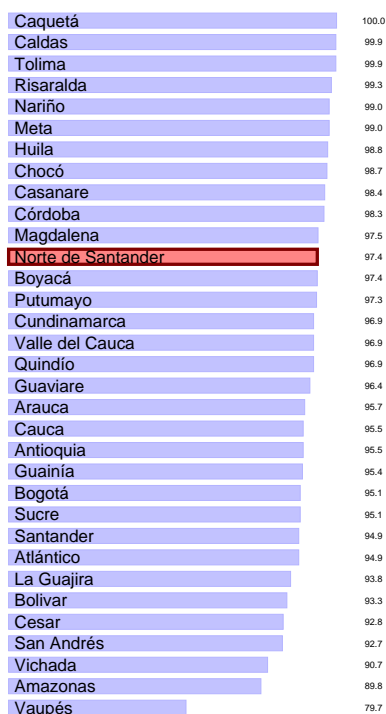 Caquetá 100.0
Caldas 99.9
Tolima 99.9
Risaralda 99.3
Nariño 99.0
Meta 99.0
Huila 98.8
Chocó 98.7
Casanare 98.4
Córdoba 98.3
Magdalena 97.5
Norte de Santander 97.4
Boyacá 97.4
Putumayo 97.3
Cundinamarca 96.9
Valle del Cauca 96.9
Quindío 96.9
Guaviare 96.4
Arauca 95.7
Cauca 95.5
Antioquia 95.5
Guainía 95.4
Bogotá 95.1
Sucre 95.1
Santander 94.9
Atlántico 94.9
La Guajira 93.8
Bolivar 93.3
Cesar 92.8
San Andrés 92.7
Vichada 90.7
Amazonas 89.8
Vaupés 79.7